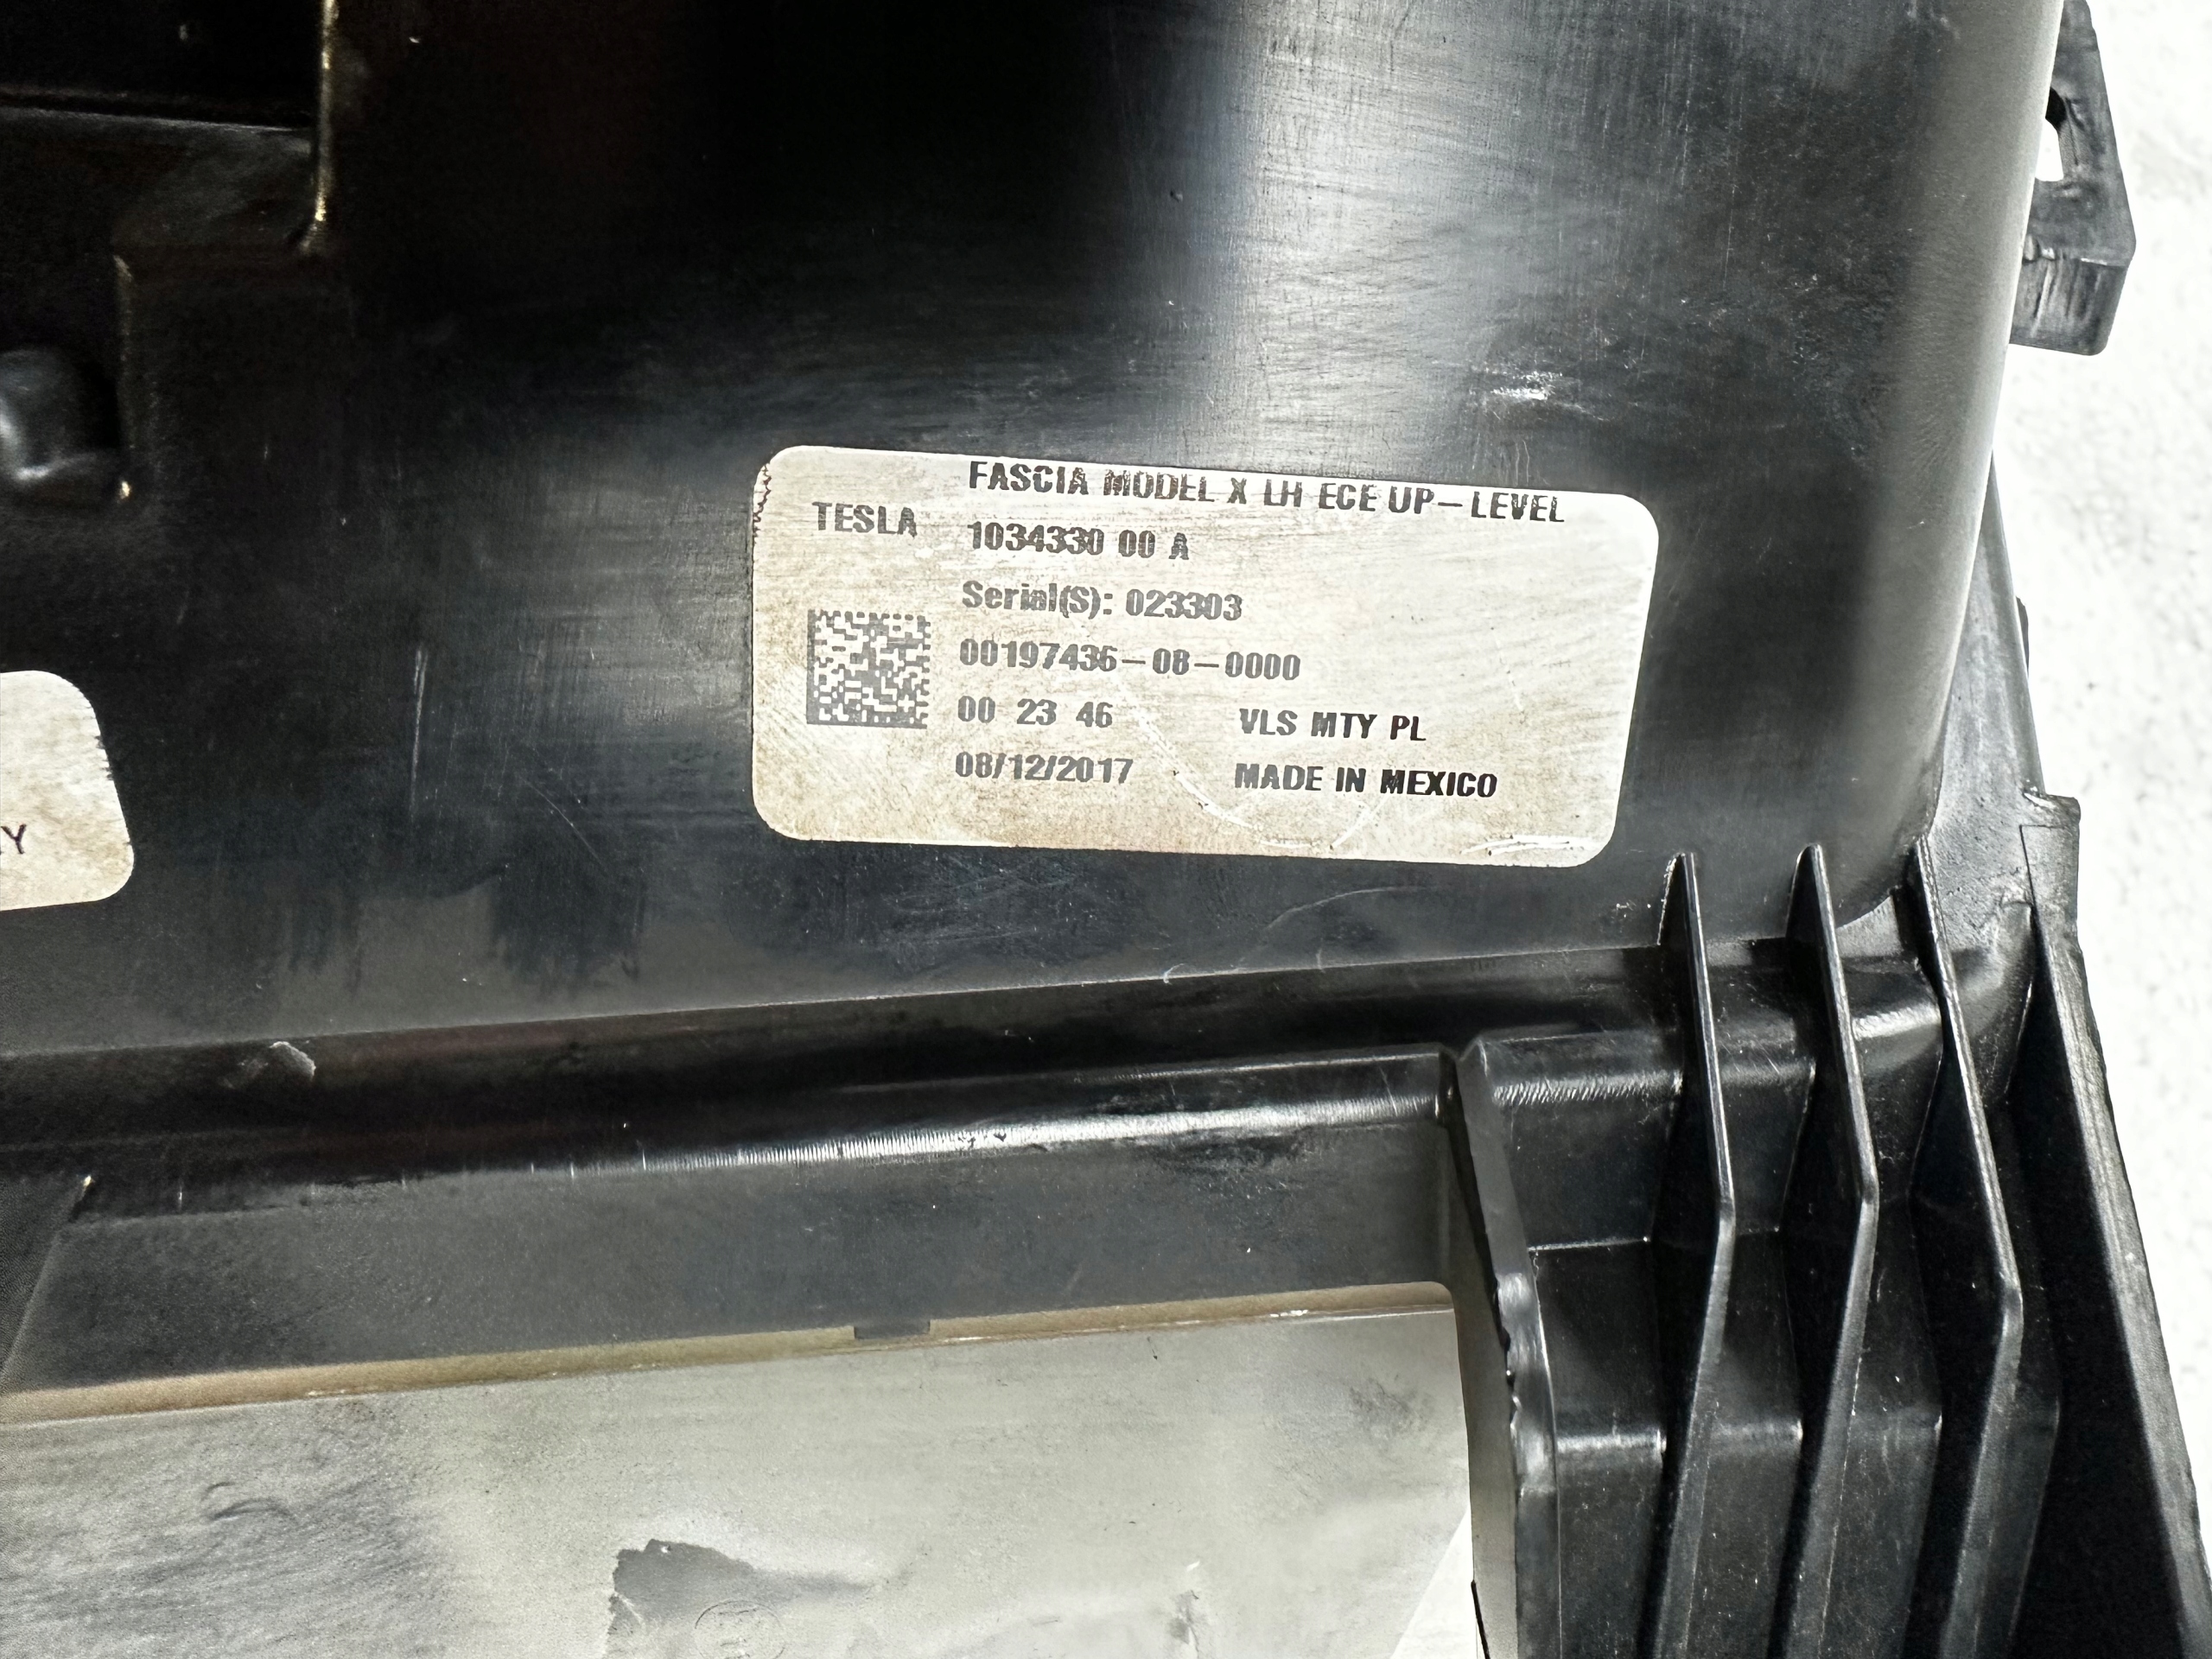 FASCIA MODEL X LH ECE UP-LEVEL
TESLA 1034330 00 A
Serial(S): 023303
00197436-08-0000
00 23 46 VLS MTY PL
08/12/2017 MADE IN MEXICO